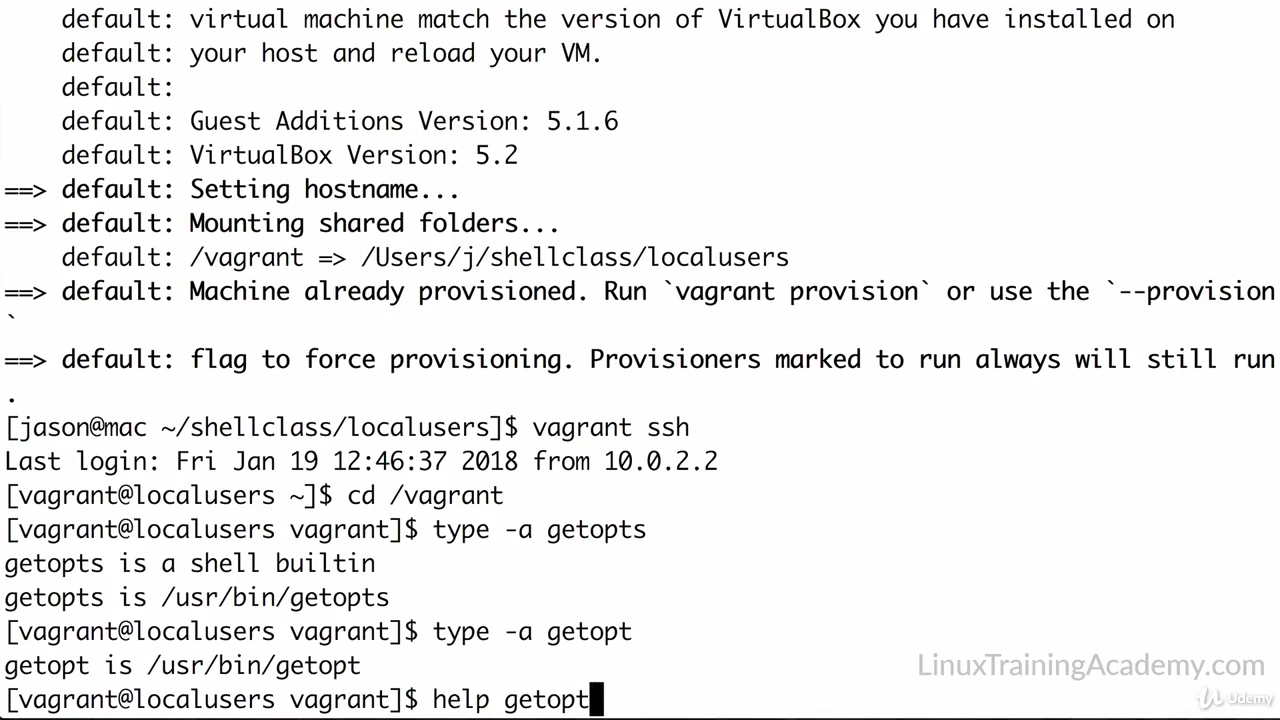 default: virtual machine match the version of VirtualBox you have installed on
default: your host and reload your VM.
default:
default: Guest Additions Version: 5.1.6
default: VirtualBox Version: 5.2
==> default: Setting hostname...
==> default: Mounting shared folders...
default: /vagrant => /Users/j/shellclass/localusers
==> default: Machine already provisioned. Run `vagrant provision` or use the `--provision
`
==> default: flag to force provisioning. Provisioners marked to run always will still run
.
[jason@mac ~/shellclass/localusers]$ vagrant ssh
Last login: Fri Jan 19 12:46:37 2018 from 10.0.2.2
[vagrant@localusers ~]$ cd /vagrant
[vagrant@localusers vagrant]$ type -a getopts
getopts is a shell builtin
getopts is /usr/bin/getopts
[vagrant@localusers vagrant]$ type -a getopt
getopt is /usr/bin/getopt
[vagrant@localusers vagrant]$ help getopt
LinuxTrainingAcademy.com
Udemy